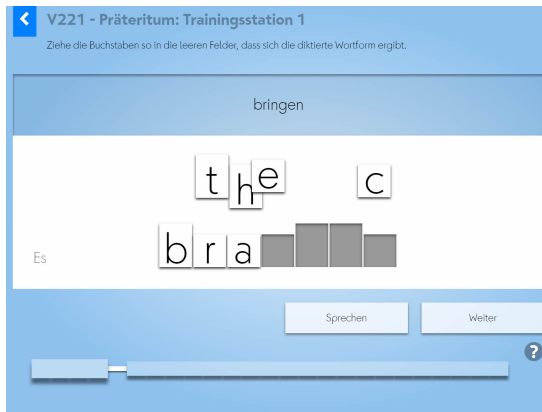 V221 - Präteritum: Trainingsstation 1
Ziehe die Buchstaben so in die leeren Felder, dass sich die diktierte Wortform ergibt.
bringen
t h e c
Es b r a
Sprechen Weiter
?